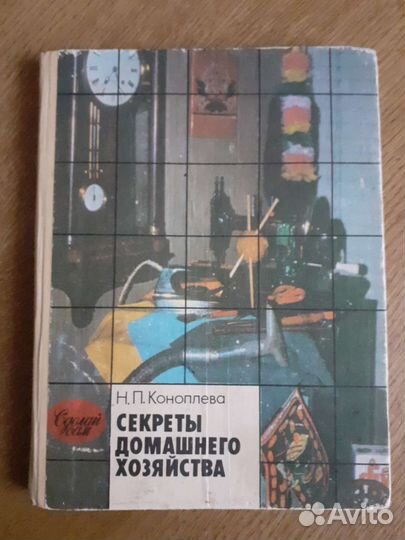 Н. П. Коноплева
СЕКРЕТЫ
ДОМАШНЕГО
ХОЗЯЙСТВА
Сделай
сам
Avito